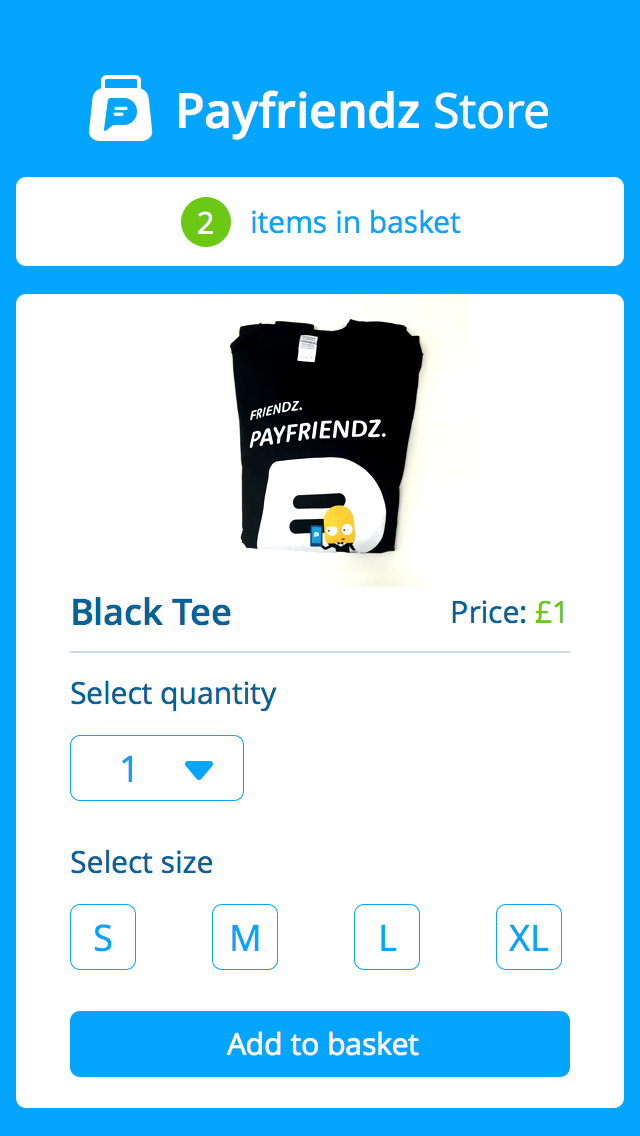 Payfriendz Store
2 items in basket
FRIENDZ.
PAYFRIENDZ.
Black Tee
Price: £1
Select quantity
1
Select size
S M L XL
Add to basket